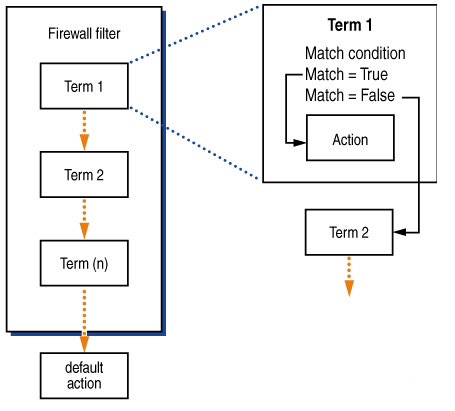 Firewall filter
Term 1
Term 2
Term (n)
default
action
Term 1
Match condition
Match = True
Match = False
Action
Term 2